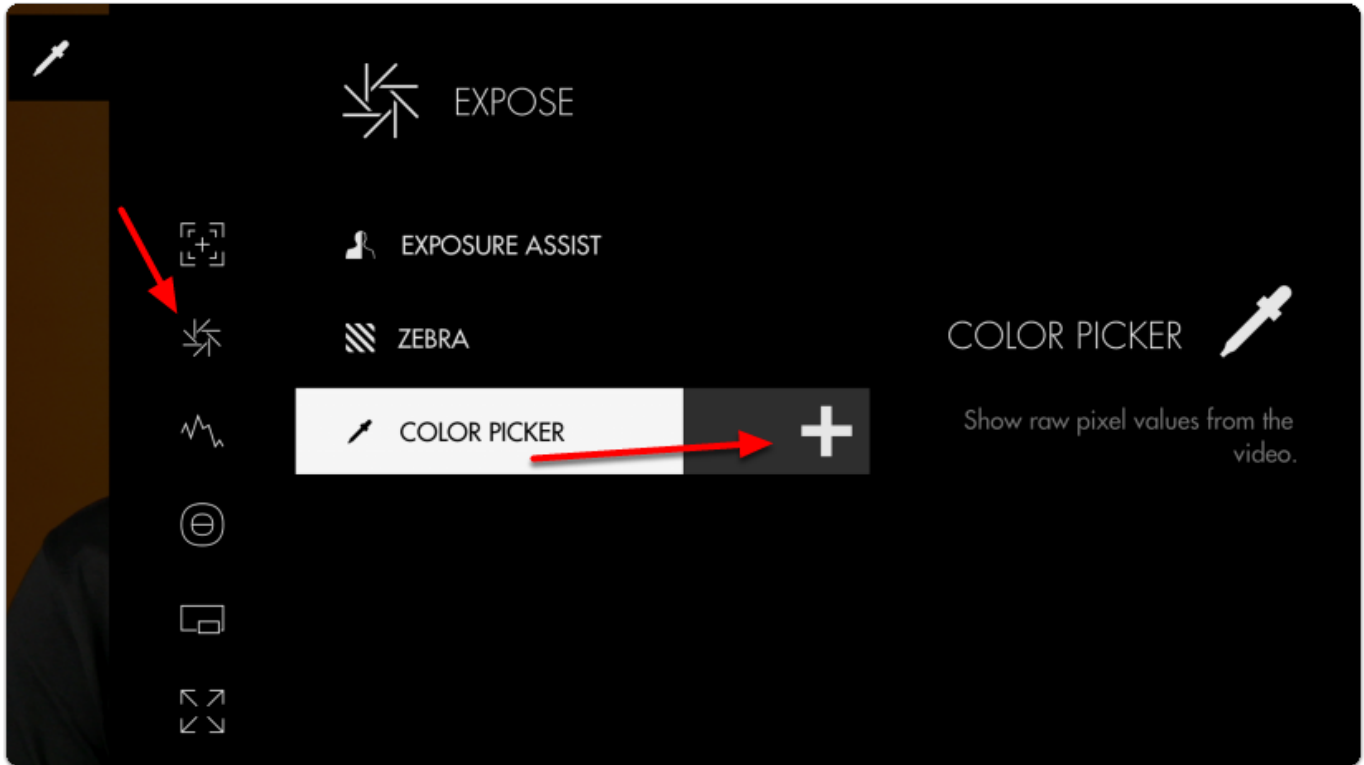 EXPOSE
EXPOSURE ASSIST
ZEBRA
COLOR PICKER
COLOR PICKER
Show raw pixel values from the
video.